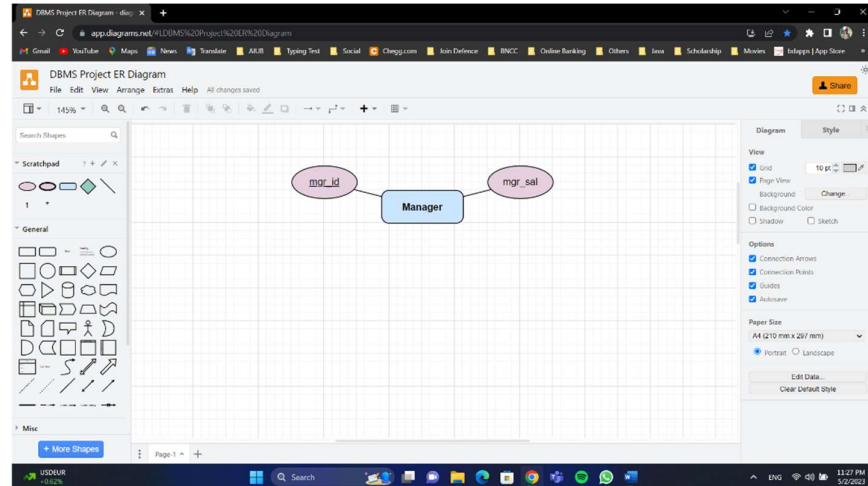 DBMS Project ER Diagram - diag
app.diagrams.net/#LDBMS%20Project%20ER%20Diagram
Gmail YouTube Maps News Translate AIUB Typing Test Social Chegg.com Join Defence BNCC Online Banking Others Java Scholarship Movies App Store
DBMS Project ER Diagram
File Edit View Arrange Extras Help All changes saved
Share
145%
Search Shapes
Scratchpad
1 *
General
Misc
+ More Shapes
mgr_id
mgr_sal
Manager
Page-1
Diagram Style
View
Grid 10 pt
Page View
Background Change...
Background Color
Shadow Sketch
Options
Connection Arrows
Connection Points
Guides
Autosave
Paper Size
A4 (210 mm x 297 mm)
Portrait Landscape
Edit Data...
Clear Default Style
USDEUR
+0.62%
Search
ENG
11:27 PM
5/2/2023